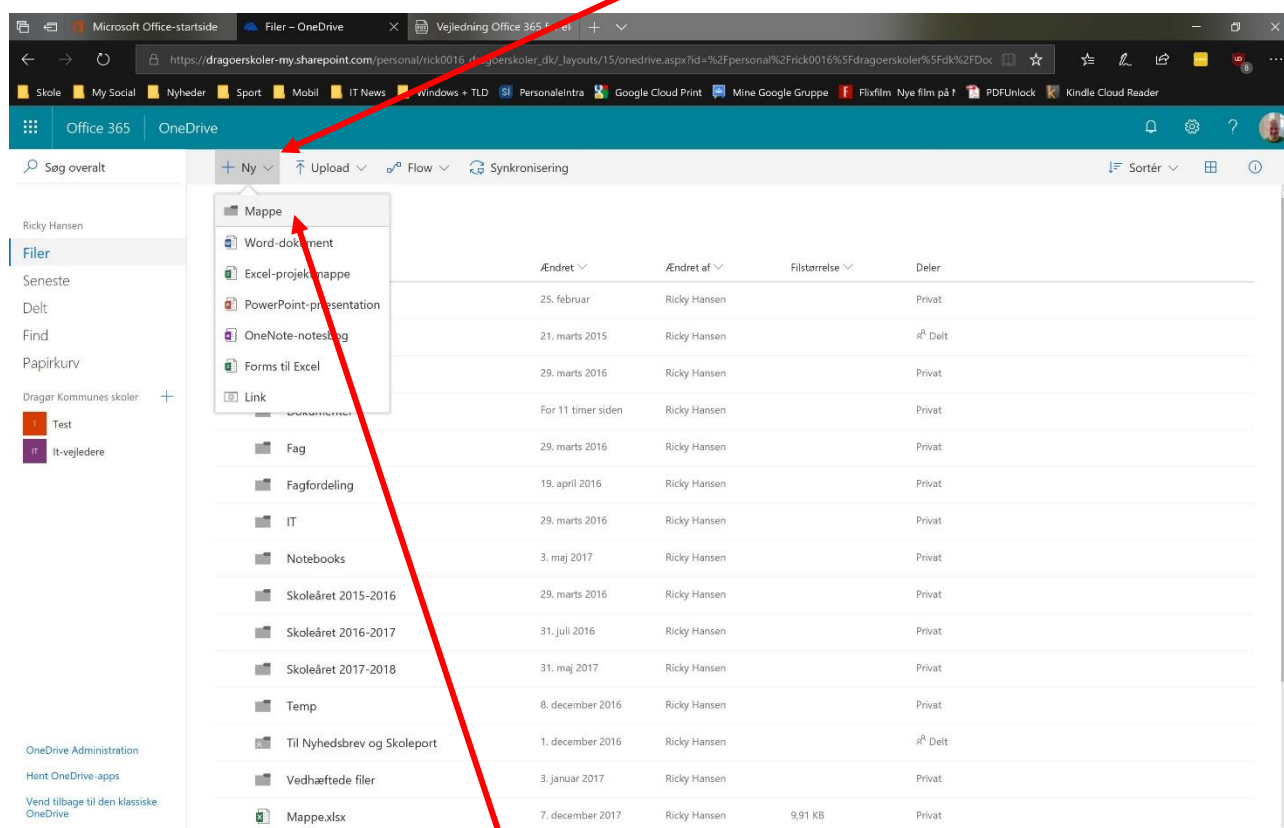 Microsoft Office-startside
Filer – OneDrive
Vejledning Office 365
https://dragoerskoler-my.sharepoint.com/personal/rick0016_dragoerskoler_dk/_layouts/15/onedrive.aspx?id=%2Fpersonal%2Frick0016%5Fdragoerskoler%5Fdk%2FDoc
Skole My Social Nyheder Sport Mobil IT News Windows + TLD PersonaleIntra Google Cloud Print Mine Google Gruppe Flixfilm Nye film på PDFUnlock Kindle Cloud Reader
Office 365 OneDrive
Søg overalt
+ Ny Upload Flow Synkronisering Sortér
Mappe
Word-dokument
Excel-projektmappe
PowerPoint-præsentation
OneNote-notesbog
Forms til Excel
Link
Ricky Hansen
Filer
Seneste
Delt
Find
Papirkurv
Dragør Kommunes skoler +
T Test
IT It-vejledere
OneDrive Administration
Hent OneDrive-apps
Vend tilbage til den klassiske
OneDrive
Ændret Ændret af Filstørrelse Deler
25. februar Ricky Hansen Privat
21. marts 2015 Ricky Hansen Delt
29. marts 2016 Ricky Hansen Privat
Dokumenter For 11 timer siden Ricky Hansen Privat
Fag 29. marts 2016 Ricky Hansen Privat
Fagfordeling 19. april 2016 Ricky Hansen Privat
IT 29. marts 2016 Ricky Hansen Privat
Notebooks 3. maj 2017 Ricky Hansen Privat
Skoleåret 2015-2016 29. marts 2016 Ricky Hansen Privat
Skoleåret 2016-2017 31. juli 2016 Ricky Hansen Privat
Skoleåret 2017-2018 31. maj 2017 Ricky Hansen Privat
Temp 8. december 2016 Ricky Hansen Privat
Til Nyhedsbrev og Skoleport 1. december 2016 Ricky Hansen Delt
Vedhæftede filer 3. januar 2017 Ricky Hansen Privat
Mappe.xlsx 7. december 2017 Ricky Hansen 9,91 KB Privat